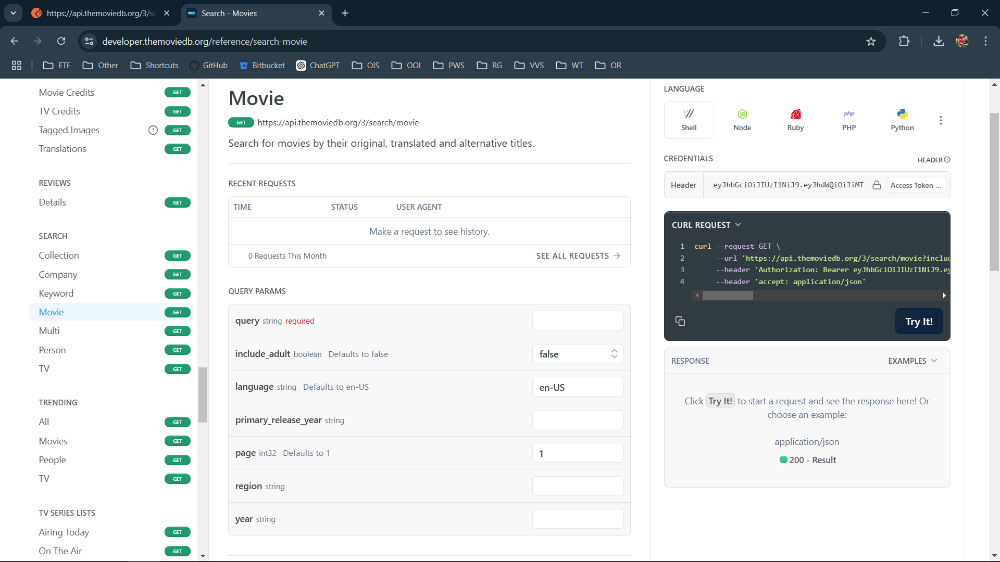 https://api.themoviedb.org/3/se
Search - Movies
developer.themoviedb.org/reference/search-movie
ETF
Other
Shortcuts
GitHub
Bitbucket
ChatGPT
OIS
OOI
PWS
RG
VVS
WT
OR
Movie Credits GET
TV Credits GET
Tagged Images GET
Translations GET
REVIEWS
Details GET
SEARCH
Collection GET
Company GET
Keyword GET
Movie GET
Multi GET
Person GET
TV GET
TRENDING
All GET
Movies GET
People GET
TV GET
TV SERIES LISTS
Airing Today GET
On The Air GET
Movie
GET https://api.themoviedb.org/3/search/movie
Search for movies by their original, translated and alternative titles.
RECENT REQUESTS
TIME STATUS USER AGENT
Make a request to see history.
0 Requests This Month SEE ALL REQUESTS
QUERY PARAMS
query string required
include_adult boolean Defaults to false false
language string Defaults to en-US en-US
primary_release_year string
page int32 Defaults to 1 1
region string
year string
LANGUAGE
Shell
Node
Ruby
php
PHP
Python
CREDENTIALS HEADER
Header eyJhbGciOiJIUzI1NiJ9.eyJhdWQiOiJiMT Access Token ...
CURL REQUEST
1 curl --request GET \
2 --url 'https://api.themoviedb.org/3/search/movie?includ
3 --header 'Authorization: Bearer eyJhbGciOiJIUzI1NiJ9.ey
4 --header 'accept: application/json'
Try It!
RESPONSE EXAMPLES
Click Try It! to start a request and see the response here! Or
choose an example:
application/json
200 - Result